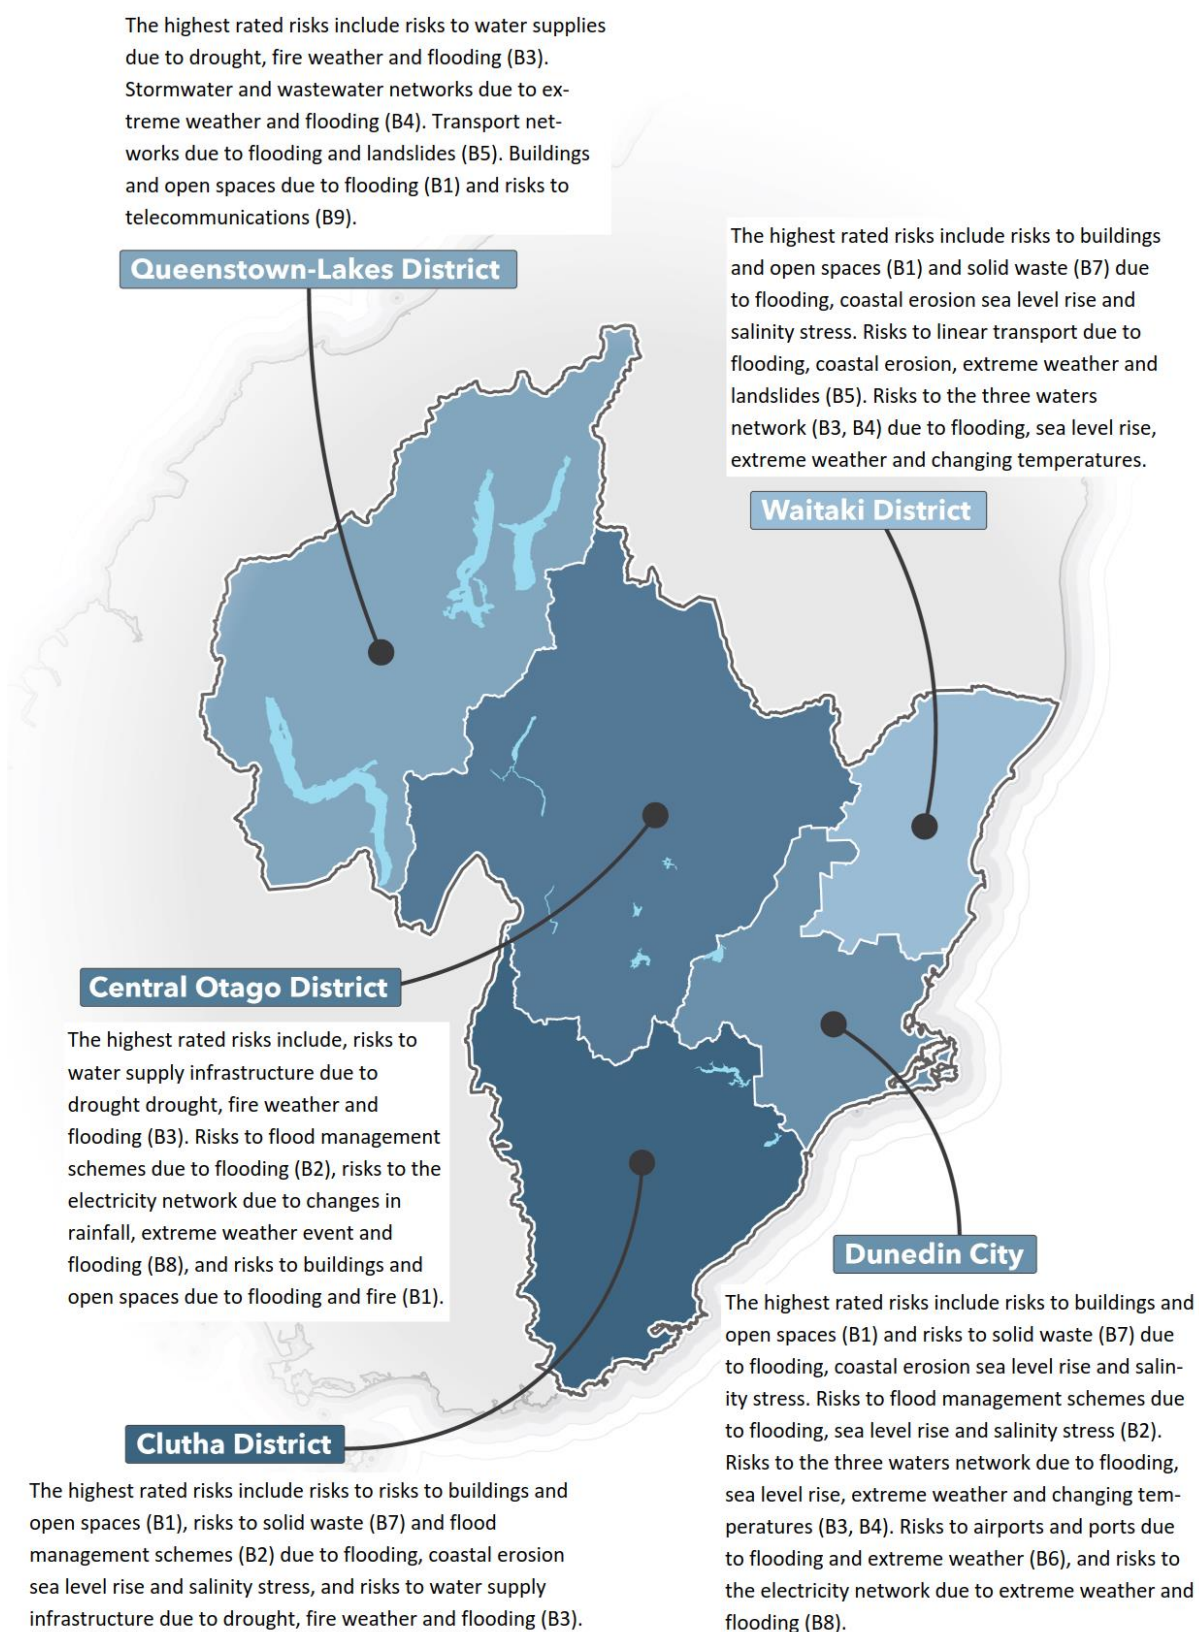 The highest rated risks include risks to water supplies
due to drought, fire weather and flooding (B3).
Stormwater and wastewater networks due to ex-
treme weather and flooding (B4). Transport net-
works due to flooding and landslides (B5). Buildings
and open spaces due to flooding (B1) and risks to
telecommunications (B9).
Queenstown-Lakes District
The highest rated risks include risks to buildings
and open spaces (B1) and solid waste (B7) due
to flooding, coastal erosion sea level rise and
salinity stress. Risks to linear transport due to
flooding, coastal erosion, extreme weather and
landslides (B5). Risks to the three waters
network (B3, B4) due to flooding, sea level rise,
extreme weather and changing temperatures.
Waitaki District
Central Otago District
The highest rated risks include, risks to
water supply infrastructure due to
drought drought, fire weather and
flooding (B3). Risks to flood management
schemes due to flooding (B2), risks to the
electricity network due to changes in
rainfall, extreme weather event and
flooding (B8), and risks to buildings and
open spaces due to flooding and fire (B1).
Dunedin City
The highest rated risks include risks to buildings and
open spaces (B1) and risks to solid waste (B7) due
to flooding, coastal erosion sea level rise and salin-
ity stress. Risks to flood management schemes due
to flooding, sea level rise and salinity stress (B2).
Risks to the three waters network due to flooding,
sea level rise, extreme weather and changing tem-
peratures (B3, B4). Risks to airports and ports due
to flooding and extreme weather (B6), and risks to
the electricity network due to extreme weather and
flooding (B8).
Clutha District
The highest rated risks include risks to risks to buildings and
open spaces (B1), risks to solid waste (B7) and flood
management schemes (B2) due to flooding, coastal erosion
sea level rise and salinity stress, and risks to water supply
infrastructure due to drought, fire weather and flooding (B3).